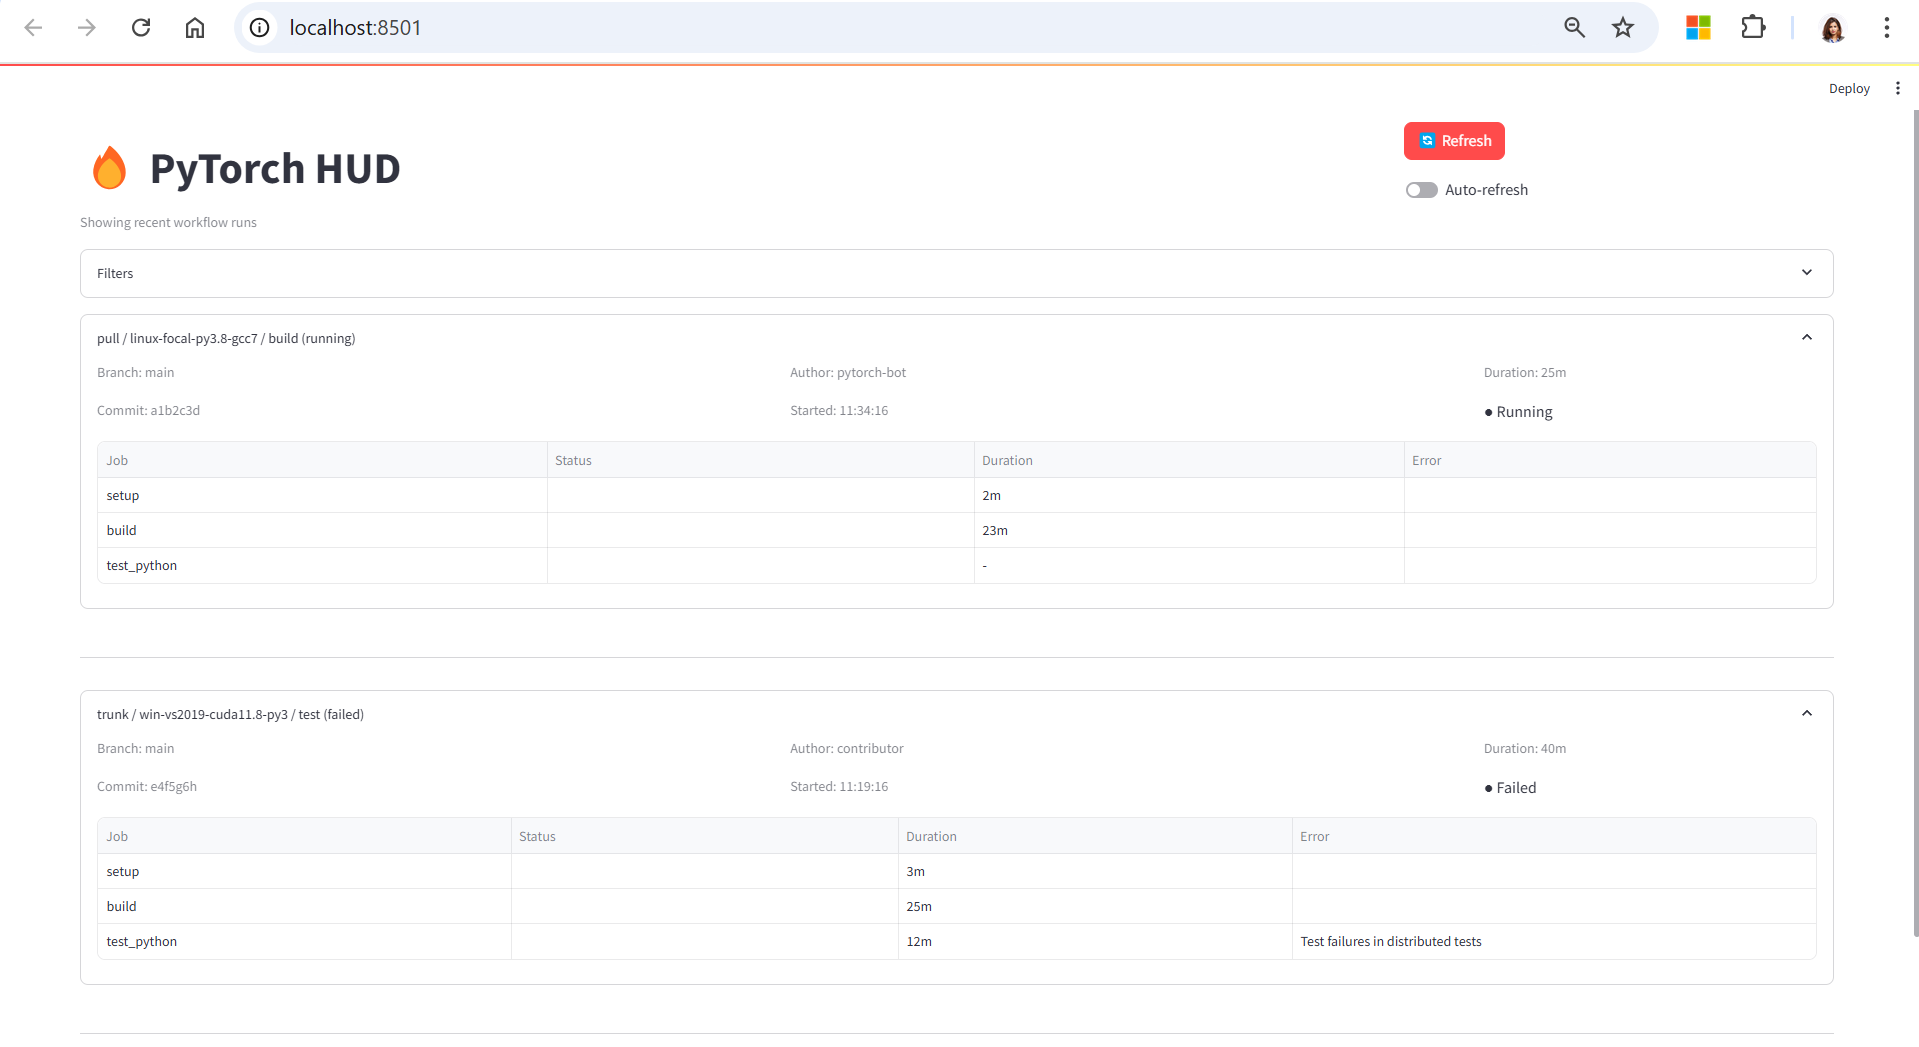 localhost:8501
Deploy
Refresh
PyTorch HUD
Auto-refresh
Showing recent workflow runs
Filters
pull / linux-focal-py3.8-gcc7 / build (running)
Branch: main Author: pytorch-bot Duration: 25m
Commit: a1b2c3d Started: 11:34:16 ● Running
Job Status Duration Error
setup 2m
build 23m
test_python -
trunk / win-vs2019-cuda11.8-py3 / test (failed)
Branch: main Author: contributor Duration: 40m
Commit: e4f5g6h Started: 11:19:16 ● Failed
Job Status Duration Error
setup 3m
build 25m
test_python 12m Test failures in distributed tests